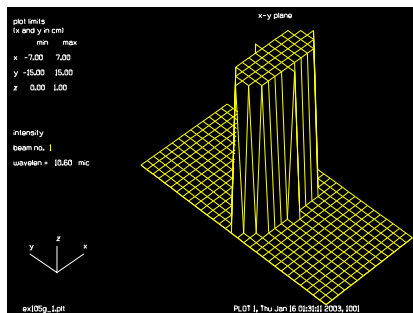 x-y plane
plot limits
(x and y in cm)
min max
x -7.00 7.00
y -15.00 15.00
z 0.00 1.00
intensity
beam no. 1
wavelen = 10.60 mic
y z x
ex105g_1.plt
PLOT 1, Thu Jan 16 01:31:11 2003, 1001